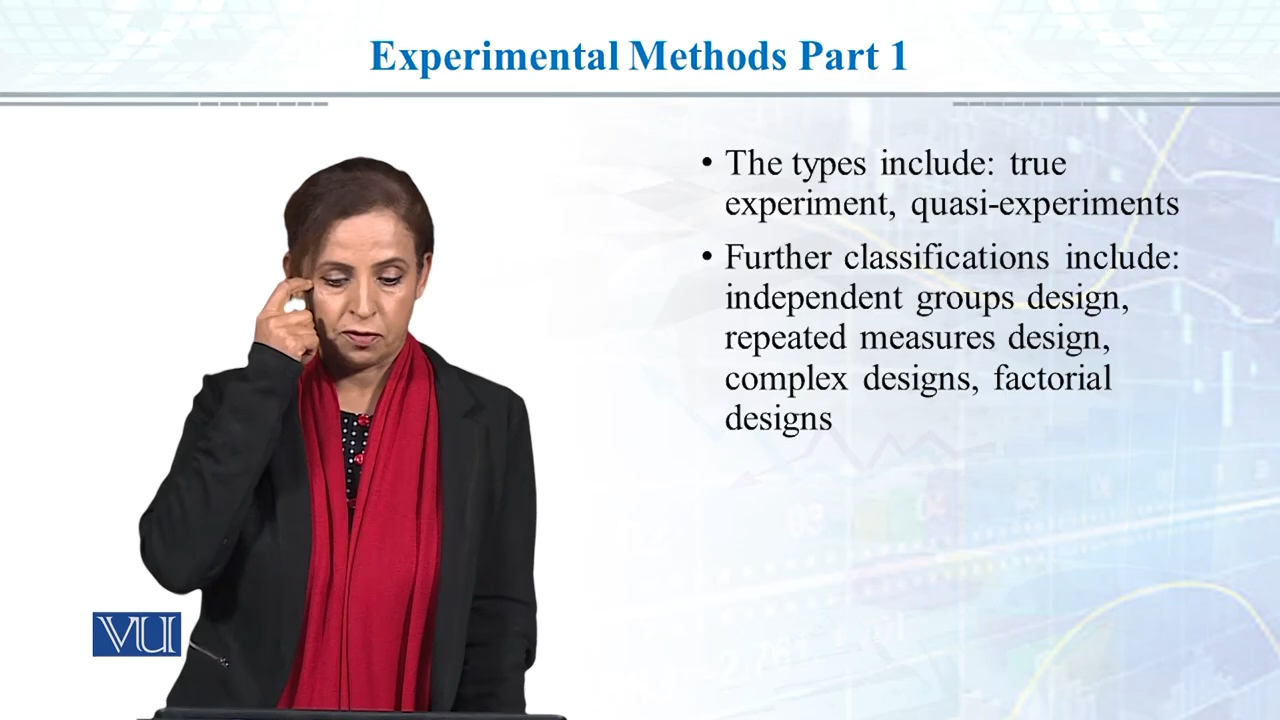 Experimental Methods Part 1
• The types include: true
experiment, quasi-experiments
• Further classifications include:
independent groups design,
repeated measures design,
complex designs, factorial
designs
VU